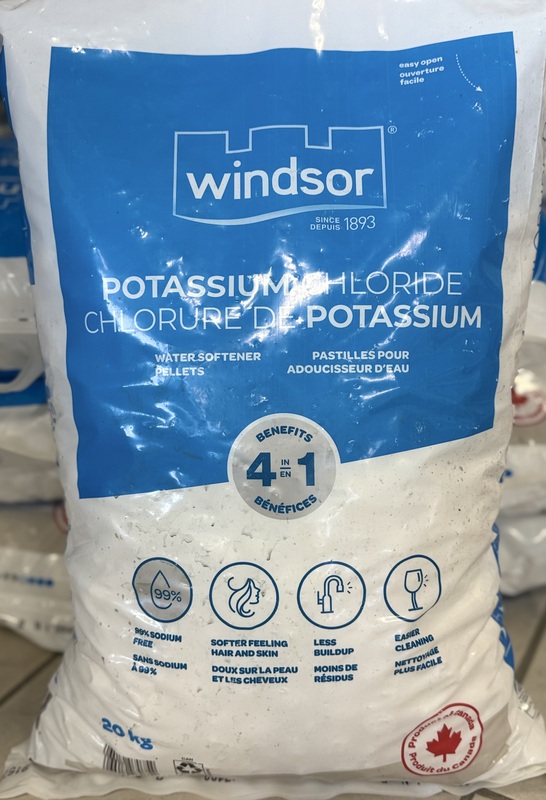 easy open
ouverture
facile
windsor®
SINCE
DEPUIS 1893
POTASSIUM CHLORIDE
CHLORURE DE POTASSIUM
WATER SOFTENER
PELLETS
PASTILLES POUR
ADOUCISSEUR D'EAU
BENEFITS
4 IN EN 1
BÉNÉFICES
99%
99% SODIUM
FREE
SANS SODIUM
À 99%
SOFTER FEELING
HAIR AND SKIN
DOUX SUR LA PEAU
ET LES CHEVEUX
LESS
BUILDUP
MOINS DE
RÉSIDUS
EASIER
CLEANING
NETTOYAGE
PLUS FACILE
20 kg
Product of Canada
Produit du Canada